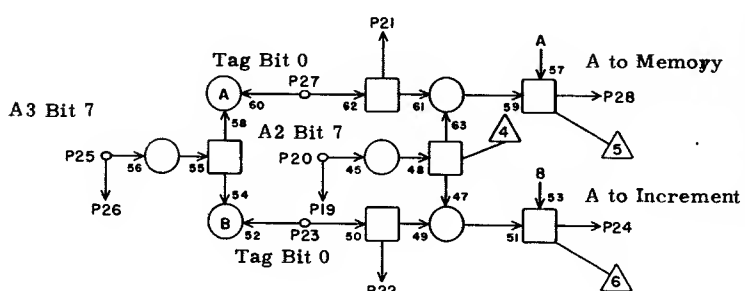 P21
A
Tag Bit 0
P27
57
A to Memory
A
60
62
61
59
P28
A3 Bit 7
58
63
4
5
A2 Bit 7
P25
56
55
P20
45
48
B
A to Increment
P26
54
P19
47
53
B
52
P23
50
49
51
P24
Tag Bit 0
6
P22